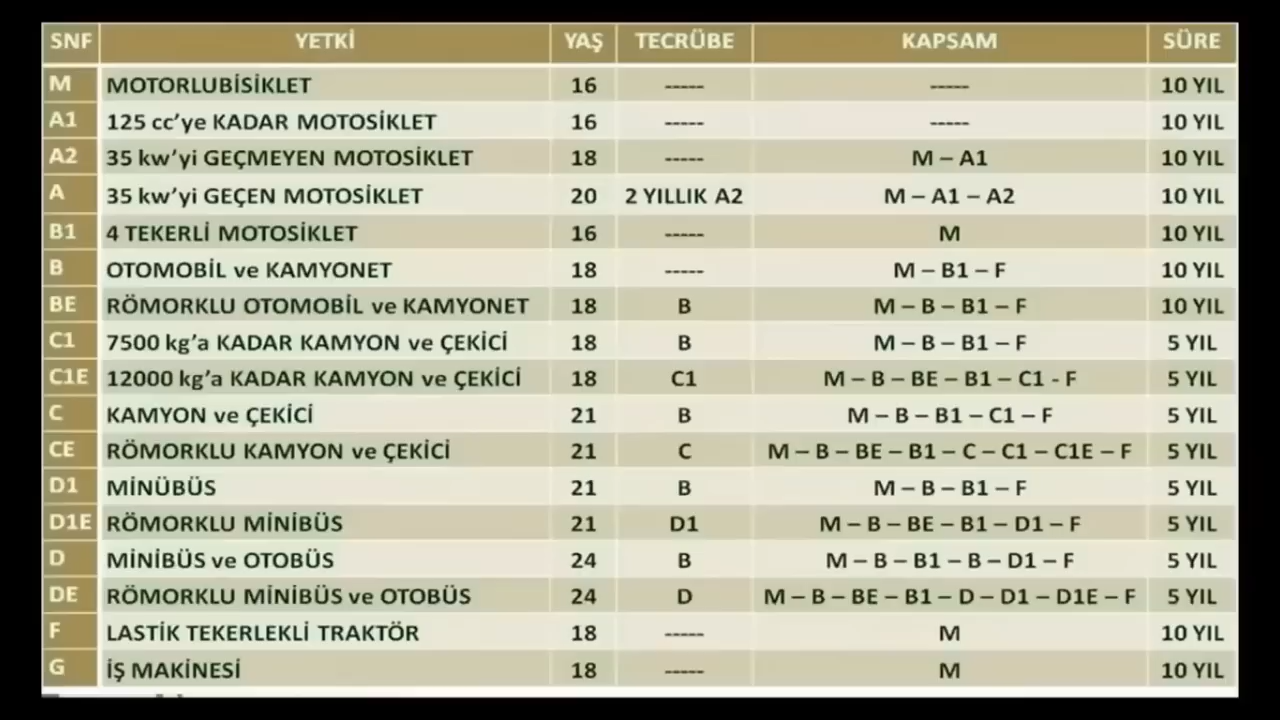 SNF YETKİ YAŞ TECRÜBE KAPSAM SÜRE
M MOTORLUBİSİKLET 16 ----- ----- 10 YIL
A1 125 cc’ye KADAR MOTOSİKLET 16 ----- ----- 10 YIL
A2 35 kw’yi GEÇMEYEN MOTOSİKLET 18 ----- M – A1 10 YIL
A 35 kw’yi GEÇEN MOTOSİKLET 20 2 YILLIK A2 M – A1 – A2 10 YIL
B1 4 TEKERLİ MOTOSİKLET 16 ----- M 10 YIL
B OTOMOBİL ve KAMYONET 18 ----- M – B1 – F 10 YIL
BE RÖMORKLU OTOMOBİL ve KAMYONET 18 B M – B – B1 – F 10 YIL
C1 7500 kg’a KADAR KAMYON ve ÇEKİCİ 18 B M – B – B1 – F 5 YIL
C1E 12000 kg’a KADAR KAMYON ve ÇEKİCİ 18 C1 M – B – BE – B1 – C1 - F 5 YIL
C KAMYON ve ÇEKİCİ 21 B M – B – B1 – C1 – F 5 YIL
CE RÖMORKLU KAMYON ve ÇEKİCİ 21 C M – B – BE – B1 – C – C1 – C1E – F 5 YIL
D1 MİNÜBÜS 21 B M – B – B1 – F 5 YIL
D1E RÖMORKLU MİNİBÜS 21 D1 M – B – BE – B1 – D1 – F 5 YIL
D MİNİBÜS ve OTOBÜS 24 B M – B – B1 – B – D1 – F 5 YIL
DE RÖMORKLU MİNİBÜS ve OTOBÜS 24 D M – B – BE – B1 – D – D1 – D1E – F 5 YIL
F LASTİK TEKERLEKLİ TRAKTÖR 18 ----- M 10 YIL
G İŞ MAKİNESİ 18 ----- M 10 YIL